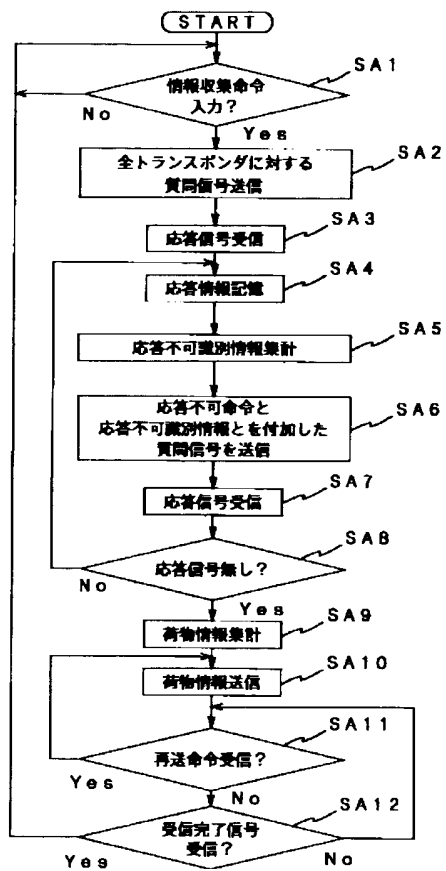 START
SA1
情報収集命令
入力？
No
Yes
SA2
全トランスポンダに対する
質問信号送信
SA3
応答信号受信
SA4
応答情報記憶
SA5
応答不可識別情報集計
SA6
応答不可命令と
応答不可識別情報とを付加した
質問信号を送信
SA7
応答信号受信
SA8
応答信号無し？
No
Yes
SA9
荷物情報集計
SA10
荷物情報送信
SA11
再送命令受信？
Yes
No
SA12
受信完了信号
受信？
Yes
No